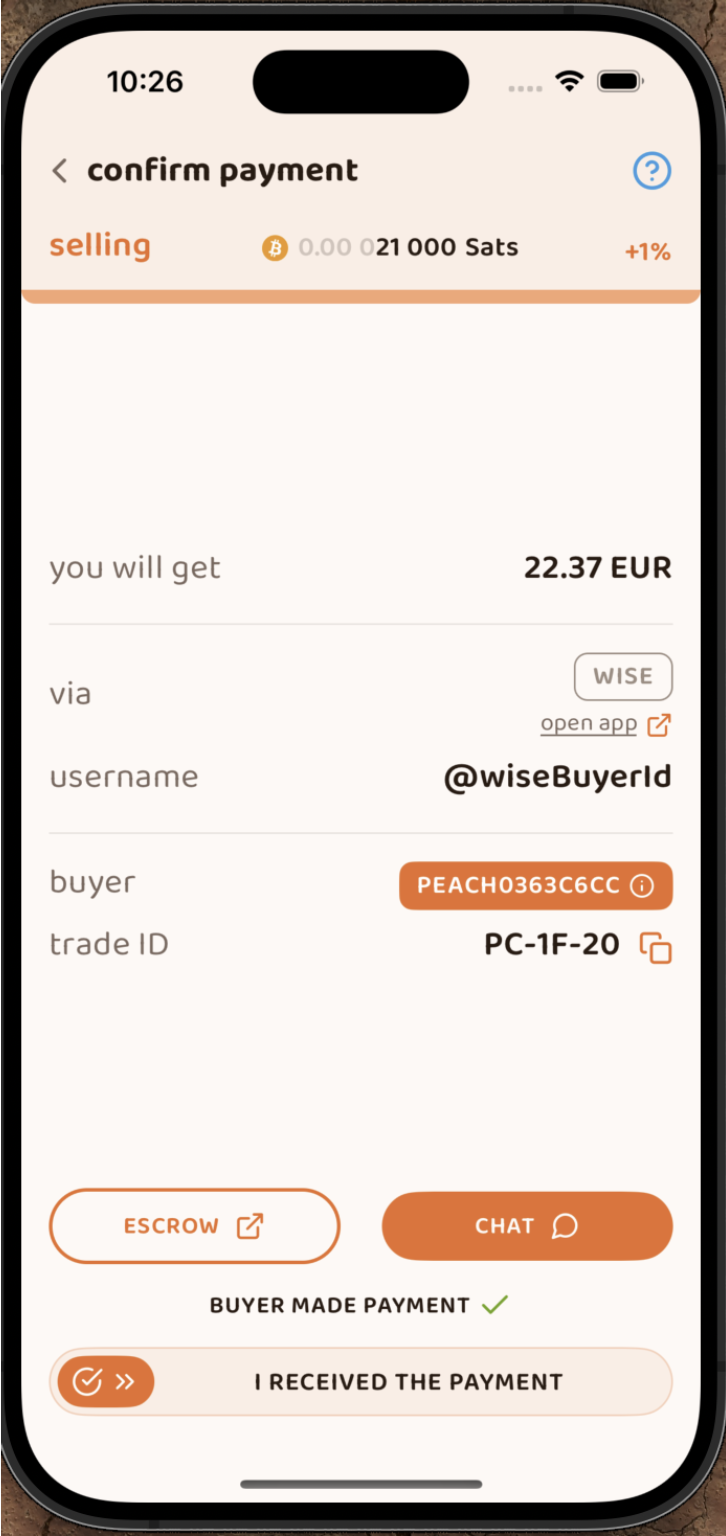 10:26
confirm payment
selling 0.00 021 000 Sats +1%
you will get 22.37 EUR
via WISE
open app
username @wiseBuyerId
buyer PEACH0363C6CC
trade ID PC-1F-20
ESCROW CHAT
BUYER MADE PAYMENT
I RECEIVED THE PAYMENT